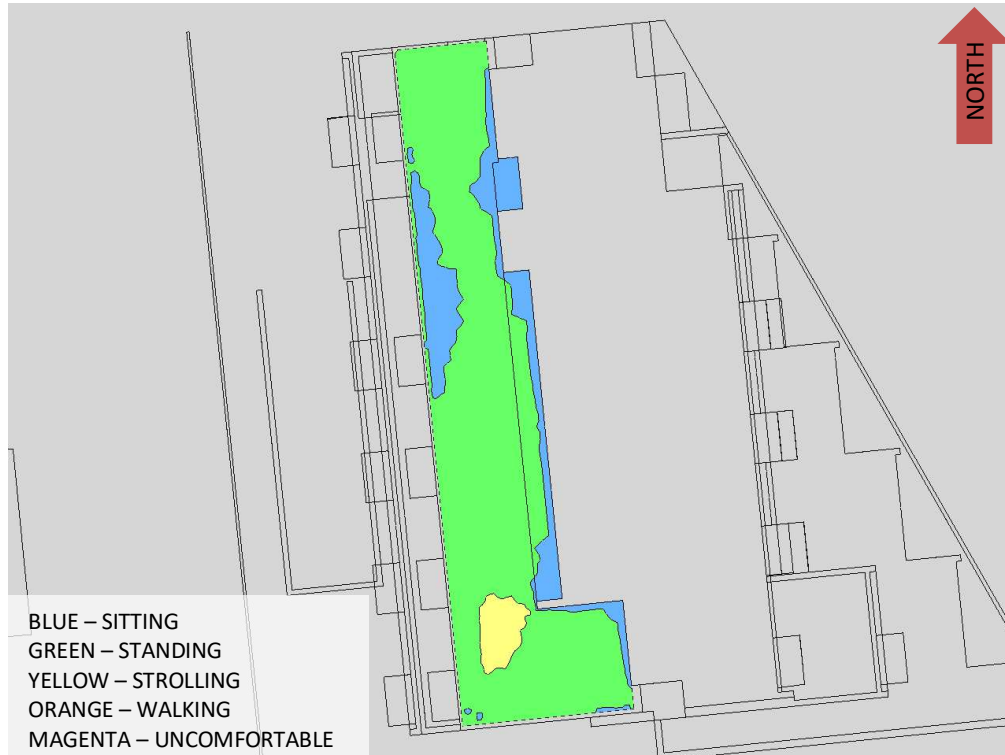 NORTH
BLUE – SITTING
GREEN – STANDING
YELLOW – STROLLING
ORANGE – WALKING
MAGENTA – UNCOMFORTABLE